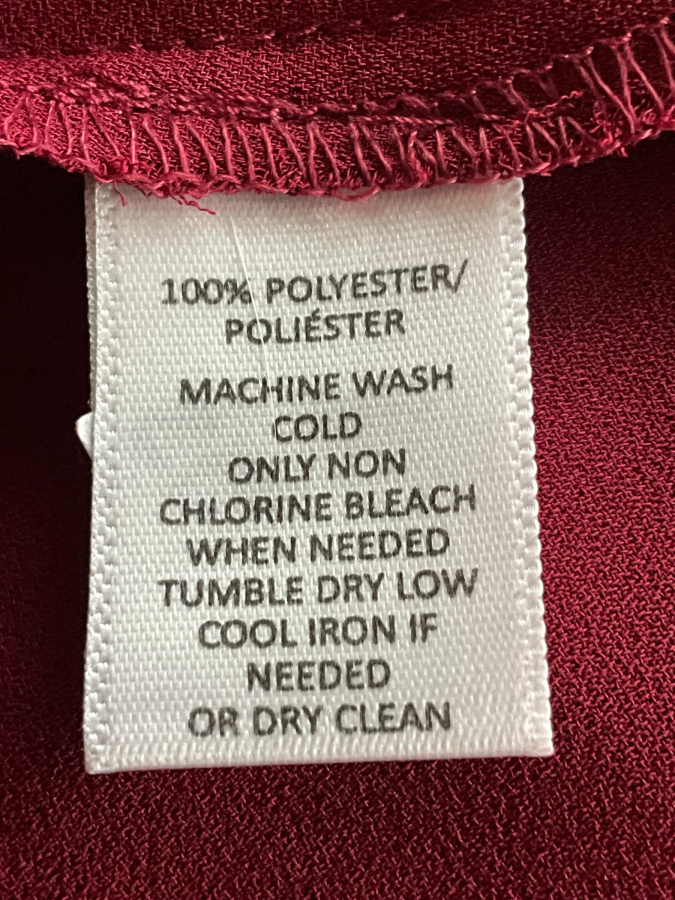 100% POLYESTER/
POLIÉSTER
MACHINE WASH
COLD
ONLY NON
CHLORINE BLEACH
WHEN NEEDED
TUMBLE DRY LOW
COOL IRON IF
NEEDED
OR DRY CLEAN